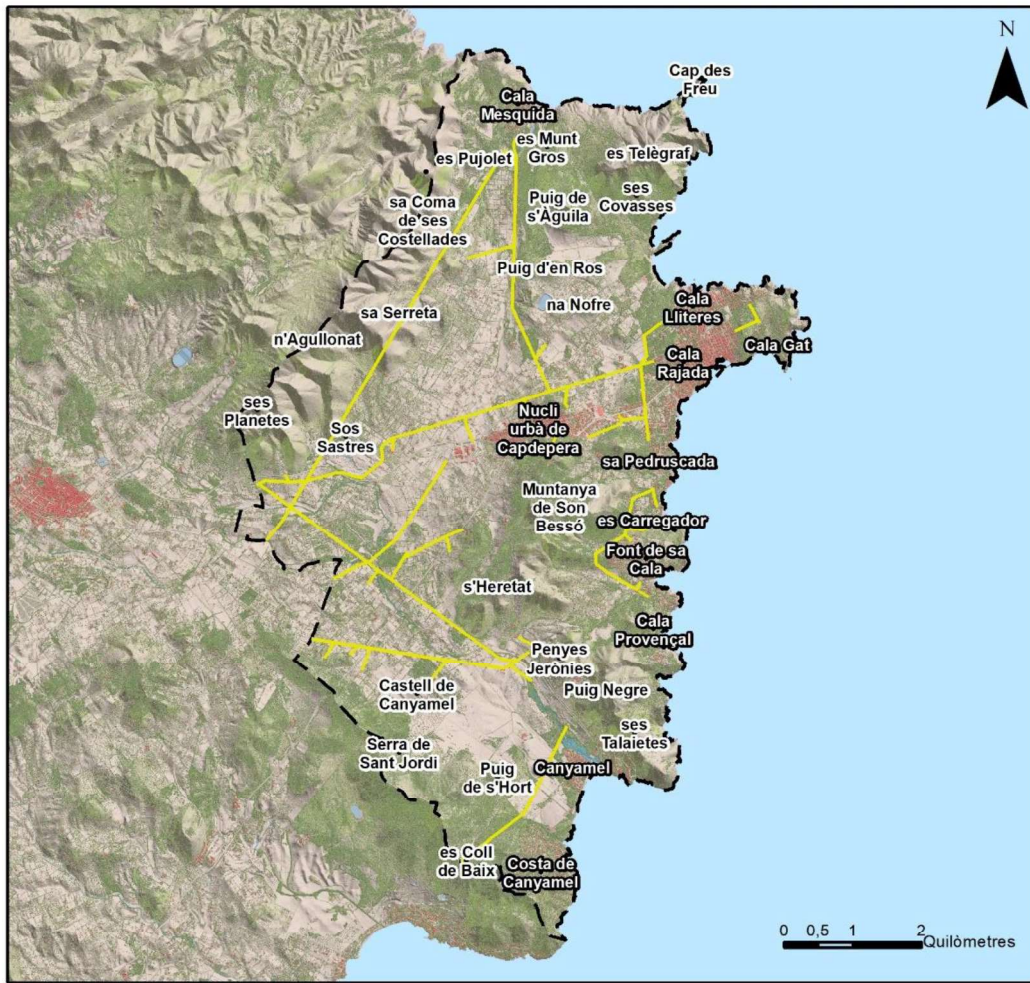 N
Cap des
Freu
Cala
Mesquida
es Munt
Gros
es Pujolet
es Telègraf
ses
Covasses
sa Coma
de ses
Costellades
Puig de
s'Àguila
Puig d'en Ros
na Nofre
Cala
Lliteres
sa Serreta
n'Agullonat
Cala Gat
Cala
Rajada
ses
Planetes
Sos
Sastres
Nucli
urbà de
Capdepera
sa Pedruscada
Muntanya
de Son
Bessó
es Carregador
Font de sa
Cala
s'Heretat
Cala
Provençal
Penyes
Jerònies
Castell de
Canyamel
Puig Negre
ses
Talaietes
Serra de
Sant Jordi
Puig
de s'Hort
Canyamel
es Coll
de Baix
Costa de
Canyamel
0 0,5 1 2
Quilòmetres